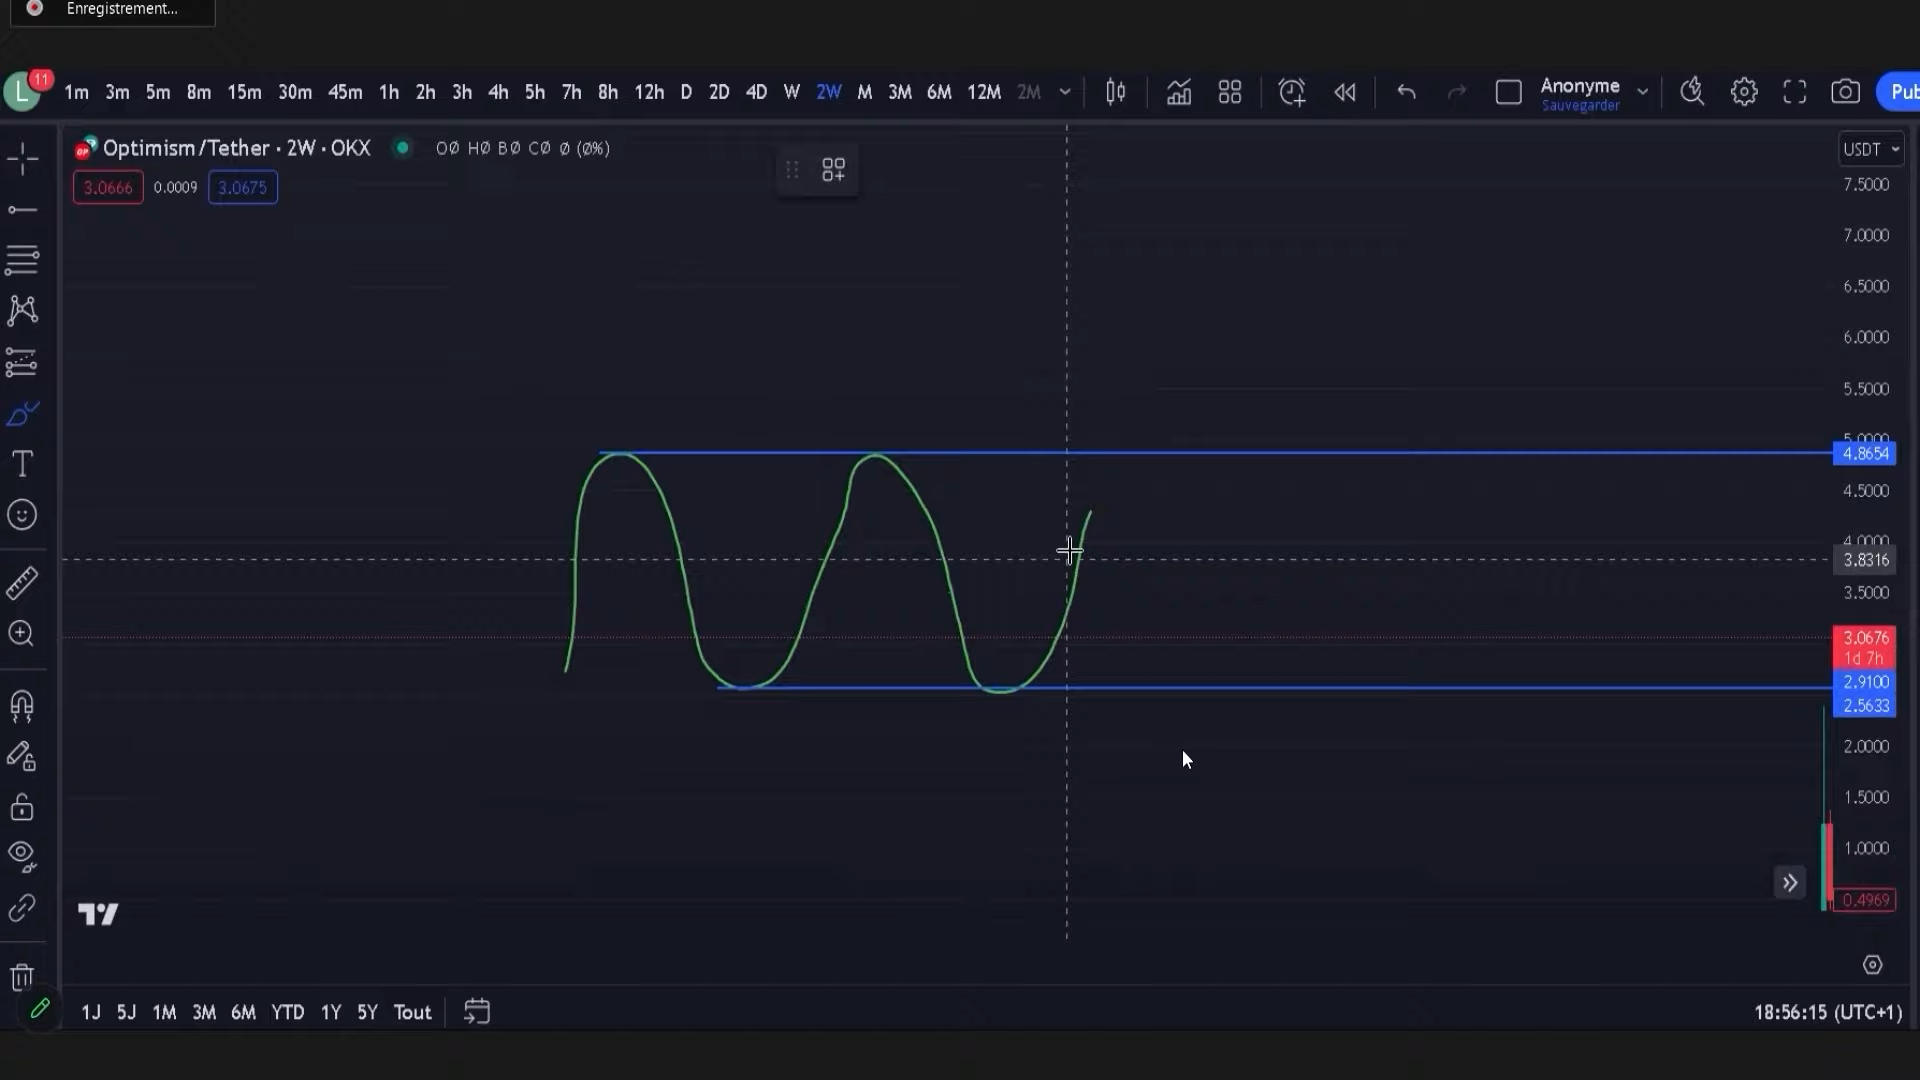 Enregistrement...
L 11 1m 3m 5m 8m 15m 30m 45m 1h 2h 3h 4h 5h 7h 8h 12h D 2D 4D W 2W M 3M 6M 12M 2M Anonyme Sauvegarder Pub
Optimism/Tether · 2W · OKX O∅ H∅ B∅ C∅ ∅ (∅%)
USDT
3.0666 0.0009 3.0675
7.5000
7.0000
6.5000
6.0000
5.5000
5.0000
4.8654
4.5000
4.0000
3.8316
3.5000
3.0676
1d 7h
2.9100
2.5633
2.0000
1.5000
1.0000
0.4969
1J 5J 1M 3M 6M YTD 1Y 5Y Tout 18:56:15 (UTC+1)